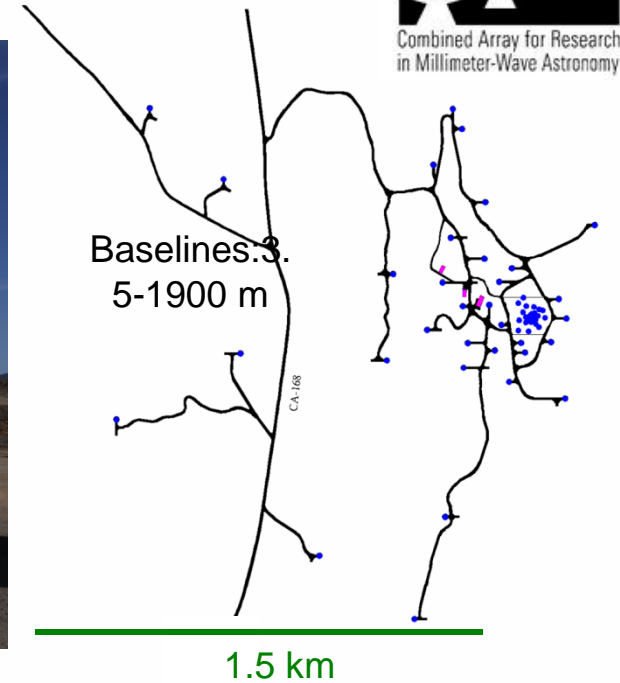 Combined Array for Research
in Millimeter-Wave Astronomy
Baselines:3.
5-1900 m
CA-168
1.5 km